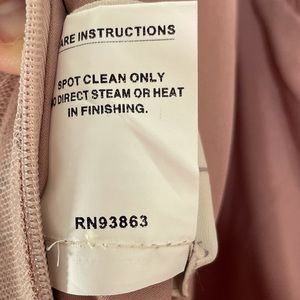 ARE INSTRUCTIONS
SPOT CLEAN ONLY
O DIRECT STEAM OR HEAT
IN FINISHING.
RN93863